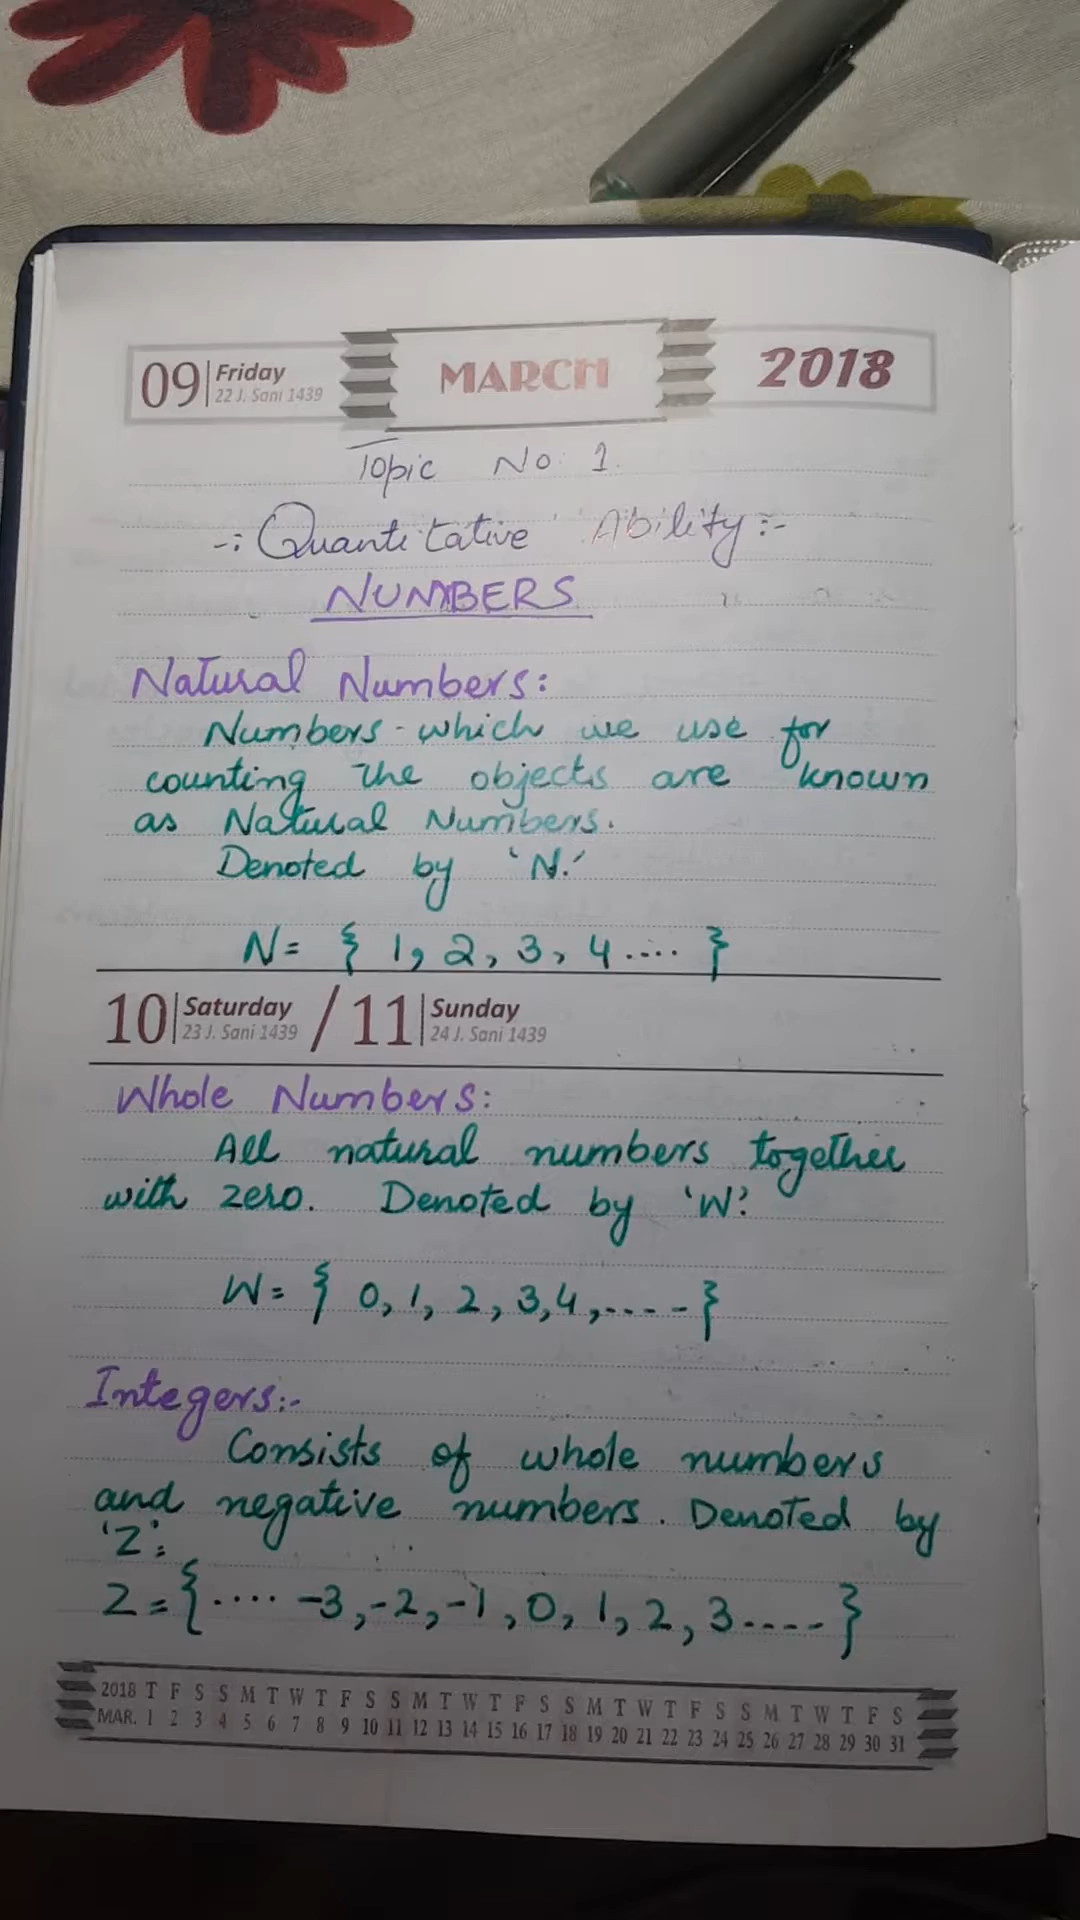 09 Friday
22 J. Sani 1439
MARCH
2018
Topic No: 1.
-: Quantitative Ability :-
NUMBERS
Natural Numbers:
Numbers which we use for
counting the objects are known
as Natural Numbers.
Denoted by 'N.'
N = { 1, 2, 3, 4 .... }
10 Saturday / 11 Sunday
23 J. Sani 1439 24 J. Sani 1439
Whole Numbers:
All natural numbers together
with zero. Denoted by 'W'.
W = { 0, 1, 2, 3, 4, ---- }
Integers:-
Consists of whole numbers
and negative numbers. Denoted by
'Z'.
Z = { .... -3, -2, -1, 0, 1, 2, 3 .... }
2018 T F S S M T W T F S S M T W T F S S M T W T F S S M T W T F S
MAR. 1 2 3 4 5 6 7 8 9 10 11 12 13 14 15 16 17 18 19 20 21 22 23 24 25 26 27 28 29 30 31